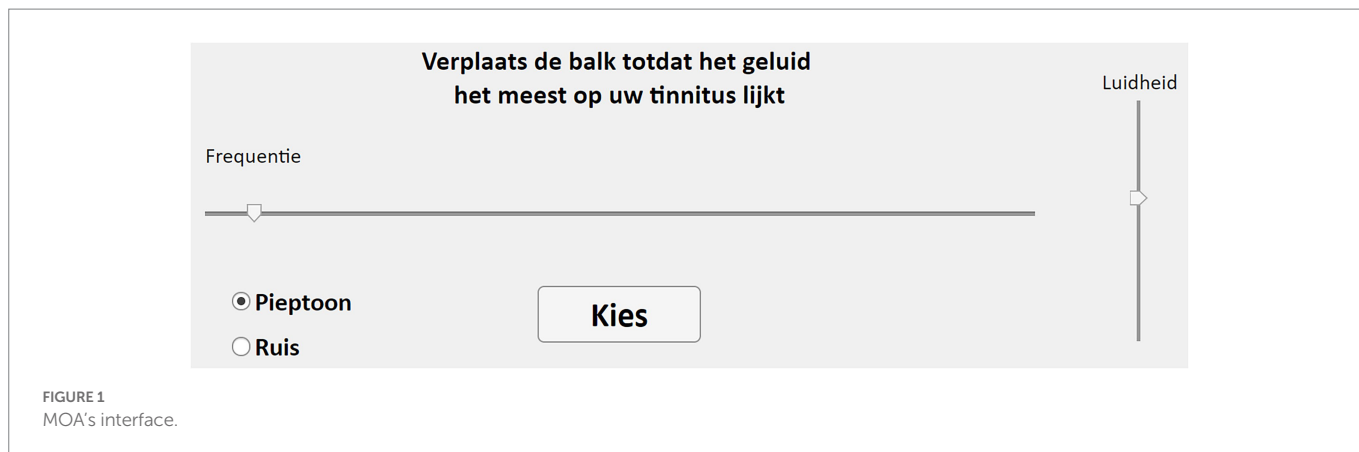 Verplaats de balk totdat het geluid
het meest op uw tinnitus lijkt
Luidheid
Frequentie
Pieptoon
Kies
Ruis
FIGURE 1
MOA's interface.